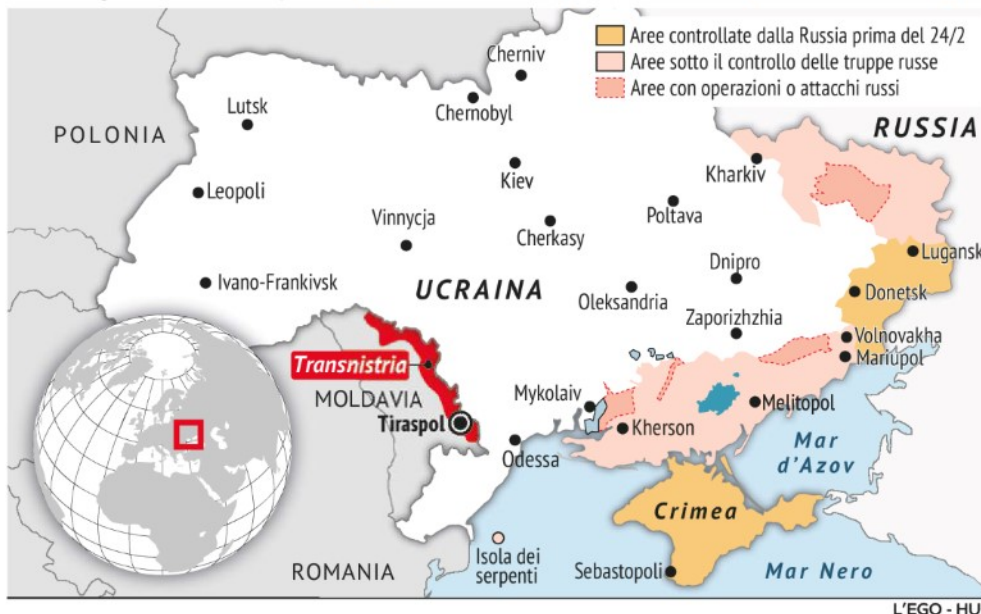 Aree controllate dalla Russia prima del 24/2
Aree sotto il controllo delle truppe russe
Aree con operazioni o attacchi russi
Cherniv
Chernobyl
Lutsk
POLONIA
RUSSIA
Kharkiv
Kiev
Leopoli
Poltava
Vinnycja
Cherkasy
Lugansk
Dnipro
Ivano-Frankivsk
UCRAINA
Oleksandria
Donetsk
Zaporizhzhia
Volnovakha
Mariupol
Transnistria
MOLDAVIA
Mykolaiv
Melitopol
Tiraspol
Kherson
Odessa
Mar
d'Azov
Crimea
Isola dei
serpenti
ROMANIA
Sebastopoli
Mar Nero
L'EGO - HU